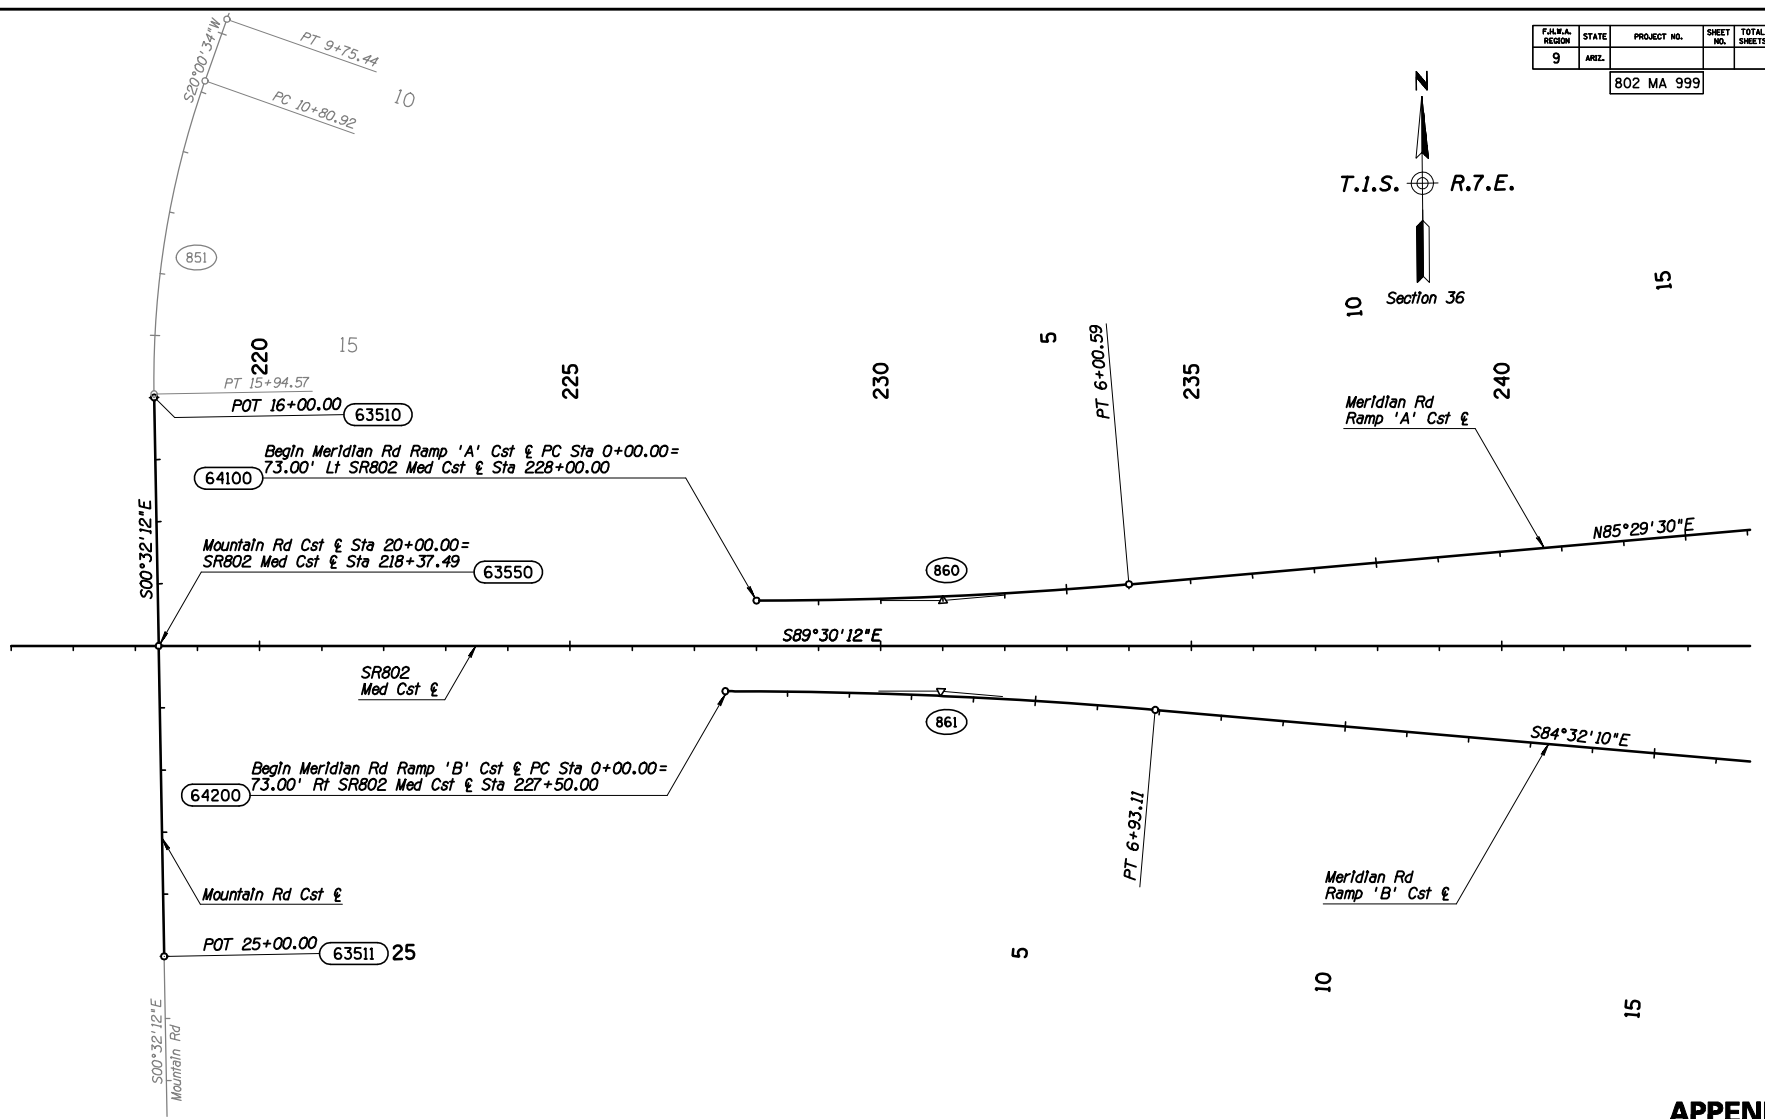 F.H.W.A. REGION
STATE
PROJECT NO.
SHEET NO.
TOTAL SHEETS
9
ARIZ.
802 MA 999
N
T.1.S.
R.7.E.
Section 36
S20°00'34"W
PT 9+75.44
PC 10+80.92
10
851
15
220
225
230
5
235
10
240
15
PT 15+94.57
POT 16+00.00
63510
PT 6+00.59
Meridian Rd
Ramp 'A' Cst ℄
Begin Meridian Rd Ramp 'A' Cst ℄ PC Sta 0+00.00=
73.00' Lt SR802 Med Cst ℄ Sta 228+00.00
64100
S00°32'12"E
Mountain Rd Cst ℄ Sta 20+00.00=
SR802 Med Cst ℄ Sta 218+37.49
63550
860
N85°29'30"E
S89°30'12"E
SR802
Med Cst ℄
861
S84°32'10"E
Begin Meridian Rd Ramp 'B' Cst ℄ PC Sta 0+00.00=
73.00' Rt SR802 Med Cst ℄ Sta 227+50.00
64200
PT 6+93.11
Meridian Rd
Ramp 'B' Cst ℄
Mountain Rd Cst ℄
POT 25+00.00
63511
25
5
10
15
S00°32'12"E
Mountain Rd